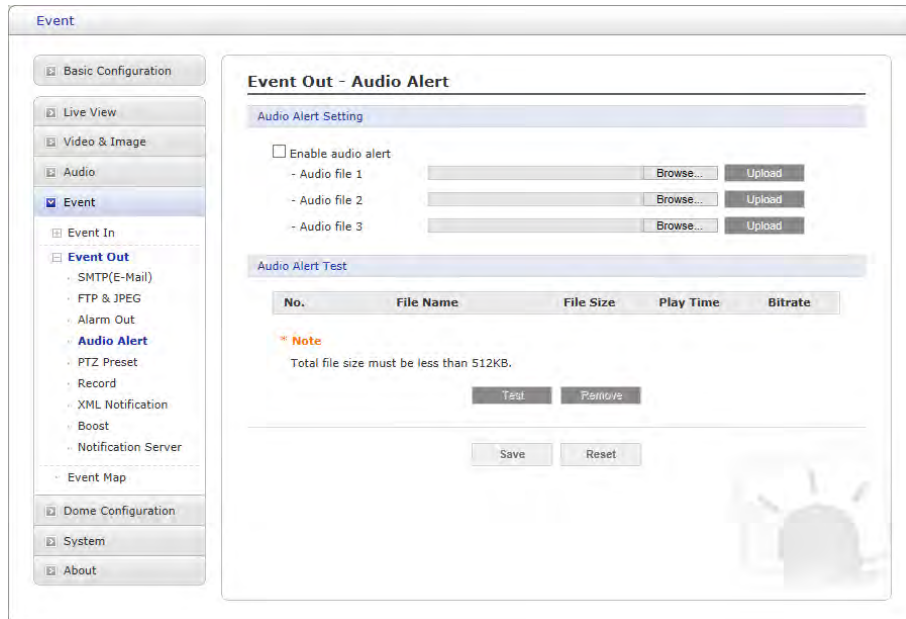 Event
Basic Configuration
Live View
Video & Image
Audio
Event
Event In
Event Out
SMTP(E-Mail)
FTP & JPEG
Alarm Out
Audio Alert
PTZ Preset
Record
XML Notification
Boost
Notification Server
Event Map
Dome Configuration
System
About
Event Out - Audio Alert
Audio Alert Setting
Enable audio alert
- Audio file 1 Browse... Upload
- Audio file 2 Browse... Upload
- Audio file 3 Browse... Upload
Audio Alert Test
No. File Name File Size Play Time Bitrate
* Note
Total file size must be less than 512KB.
Test Remove
Save Reset